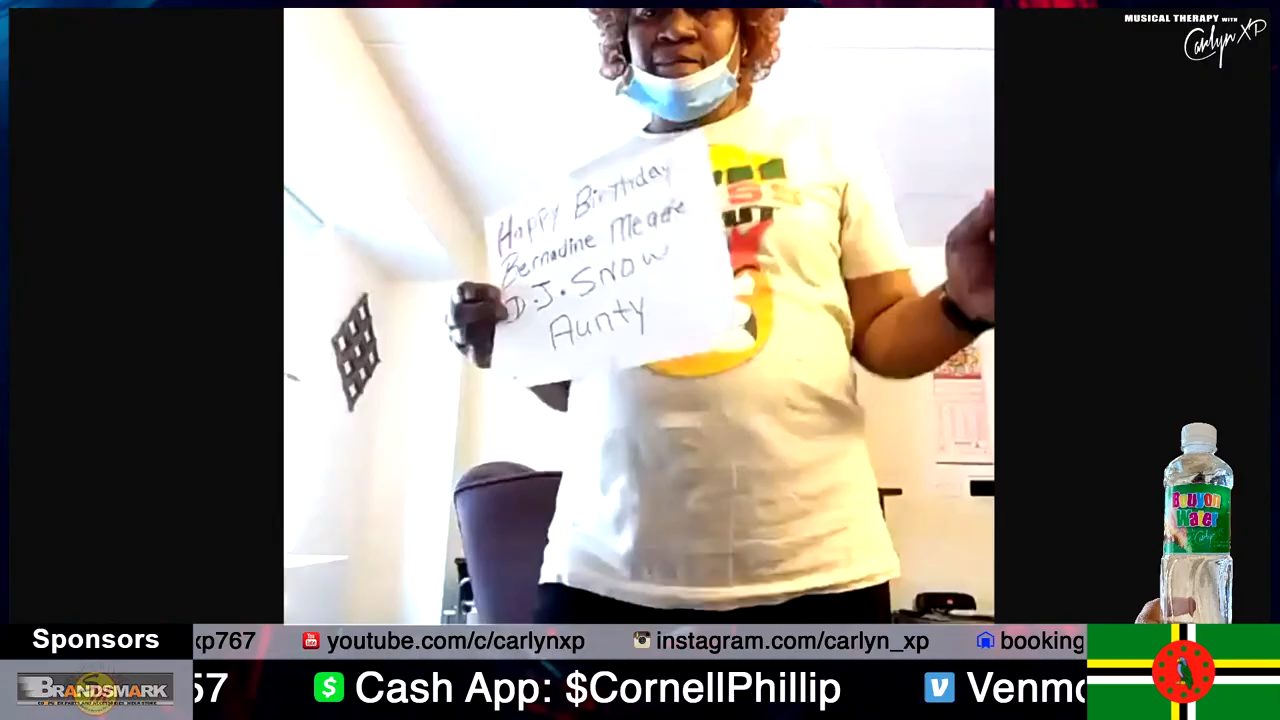 MUSICAL THERAPY WITH
Carlyn XP
Happy Birthday
Bernadine Meade
D.J. SNOW
Aunty
Bouyon
Water
Sponsors
xp767
youtube.com/c/carlynxp
instagram.com/carlyn_xp
booking
BRANDSMARK
57
Cash App: $CornellPhillip
Venmo